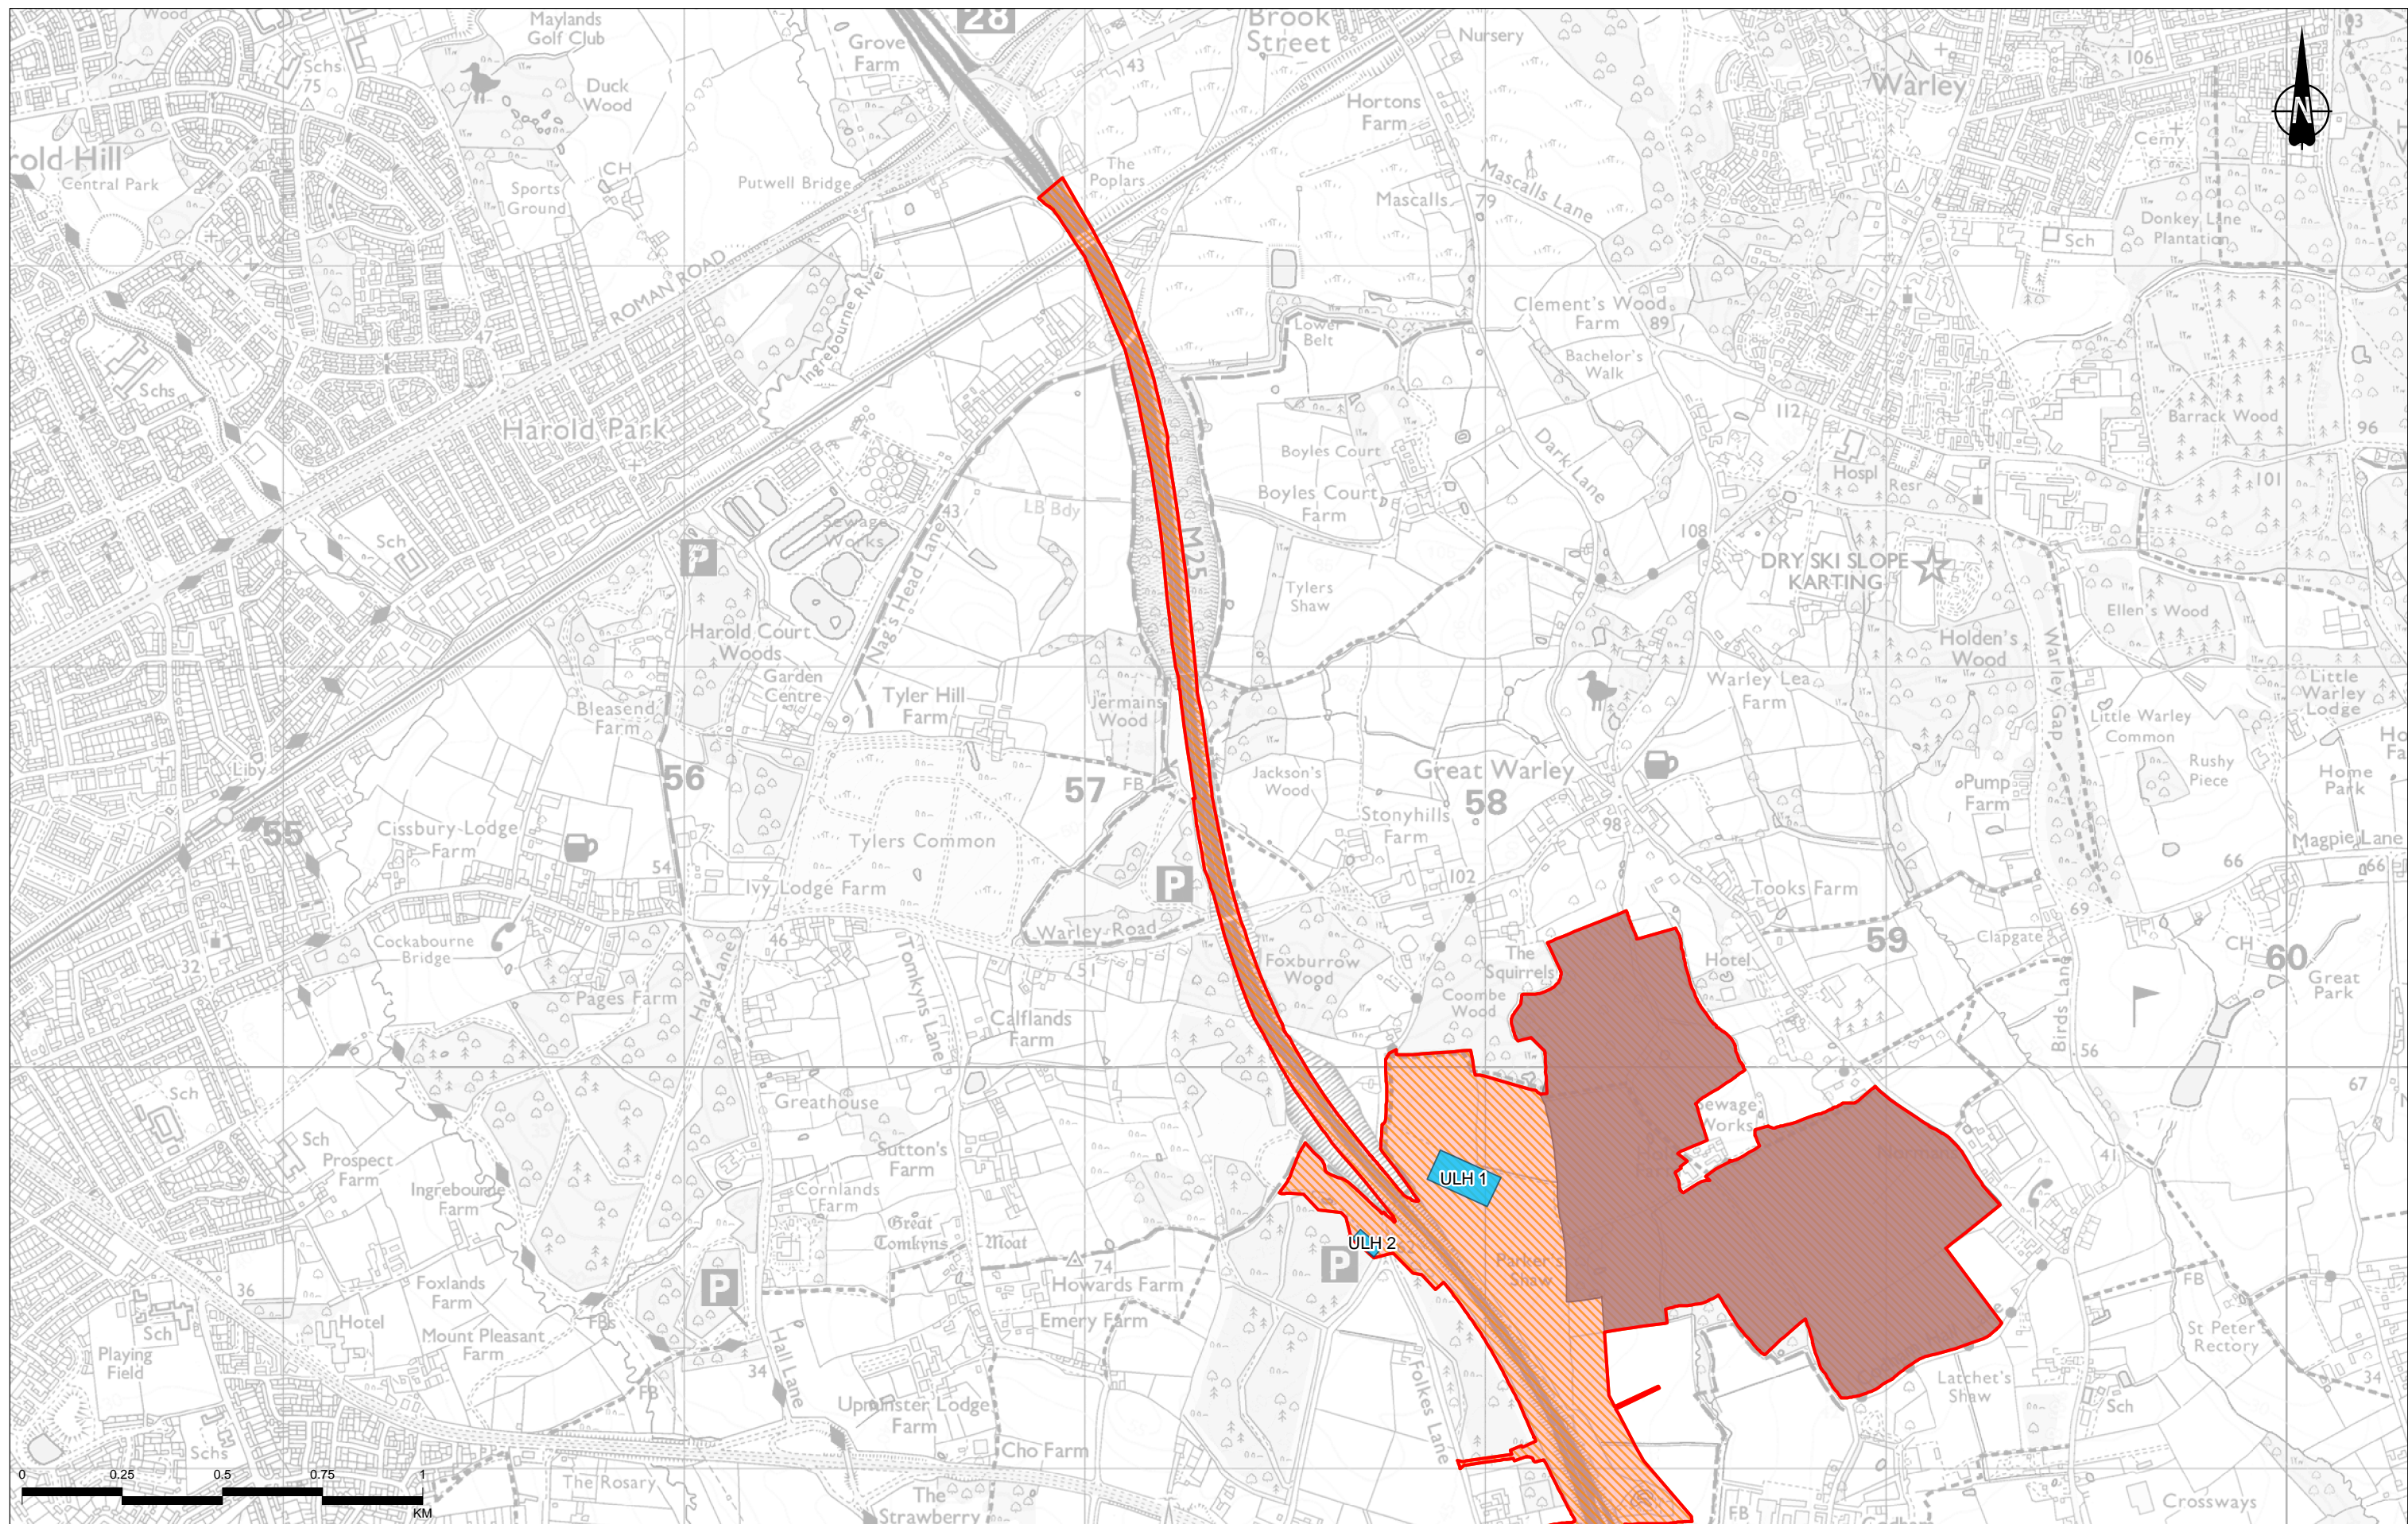 Wood
Maylands
Golf Club
28
Brook
Street
Nursery
103
Grove
Farm
Schs
75
Duck
Wood
43
106
Warley
Hortons
Farm
N
rold Hill
Central Park
CH
Sports
Ground
Putwell Bridge
The
Poplars
Mascalls
79
Mascalls Lane
Cemy
Donkey Lane
Plantation
Sch
ROMAN ROAD
Ingrebourne River
47
Lower
Belt
Clement's Wood
Farm
89
Bachelor's
Walk
Schs
Harold Park
112
Barrack Wood
96
Boyles Court
Dark Lane
Hospl
Resr
101
Boyles Court
Farm
LB Bdy
43
Sewage
Works
Sch
M25
108
DRY SKI SLOPE
KARTING
P
Nag's Head Lane
Tylers
Shaw
Ellen's Wood
Harold Court
Woods
Holden's
Wood
Warley Gap
Garden
Centre
Tyler Hill
Farm
Jermains
Wood
Warley Lea
Farm
Little
Warley
Lodge
Bleasend
Farm
Little Warley
Common
Liby
56
57
FB
Jackson's
Wood
Great Warley
58
Pump
Farm
Rushy
Piece
Home
Park
55
Cissbury Lodge
Farm
Tylers Common
Stonyhills
Farm
98
Magpie Lane
54
Ivy Lodge Farm
P
102
Tooks Farm
66
66
Warley Road
69
Cockabourne
Bridge
46
59
Clapgate
CH
60
32
51
Foxburrow
Wood
The
Squirrels
Hotel
Great
Park
Pages Farm
Hall Lane
Tomkyns Lane
Coombe
Wood
Calflands
Farm
Birds Lane
56
Sch
Greathouse
Sewage
Works
67
Sch
Prospect
Farm
Sutton's
Farm
41
Ingrebourne
Farm
Cornlands
Farm
ULH 1
Great
Tomkyns
Moat
ULH 2
62
P
74
Parker's
Shaw
36
Foxlands
Farm
P
Howards Farm
FB
Hotel
FBs
Sch
Mount Pleasant
Farm
Emery Farm
St Peter's
Rectory
Playing
Field
34
Hall Lane
34
FB
Folkes Lane
Latchet's
Shaw
Sch
Upminster Lodge
Farm
Schs
Cho Farm
0 0.25 0.5 0.75 1
KM
The Rosary
The
Strawberry
FB
Crossways